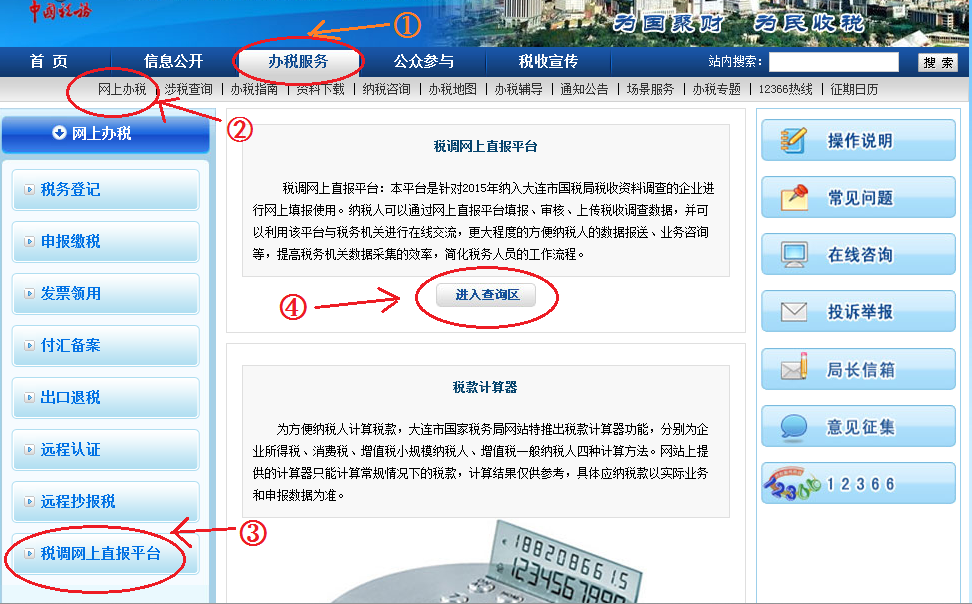 中国税务
为国聚财 为民收税
①
首 页 信息公开 办税服务 公众参与 税收宣传 站内搜索: 搜 索
网上办税 | 涉税查询 | 办税指南 | 资料下载 | 纳税咨询 | 办税地图 | 办税辅导 | 通知公告 | 场景服务 | 办税专题 | 12366热线 | 征期日历
②
网上办税
税务登记
申报缴税
发票领用
付汇备案
出口退税
远程认证
远程抄报税
税调网上直报平台
③
税调网上直报平台
税调网上直报平台：本平台是针对2015年纳入大连市国税局税收资料调查的企业进
行网上填报使用。纳税人可以通过网上直报平台填报、审核、上传税收调查数据，并可
以利用该平台与税务机关进行在线交流，更大程度的方便纳税人的数据报送、业务咨询
等，提高税务机关数据采集的效率，简化税务人员的工作流程。
④
进入查询区
税款计算器
为方便纳税人计算税款，大连市国家税务局网站特推出税款计算器功能，分别为企
业所得税、消费税、增值税小规模纳税人、增值税一般纳税人四种计算方法。网站上提
供的计算器只能计算常规情况下的税款，计算结果仅供参考，具体应纳税款以实际业务
和申报数据为准。
1882086615
1234567890
操作说明
常见问题
在线咨询
投诉举报
局长信箱
意见征集
12366